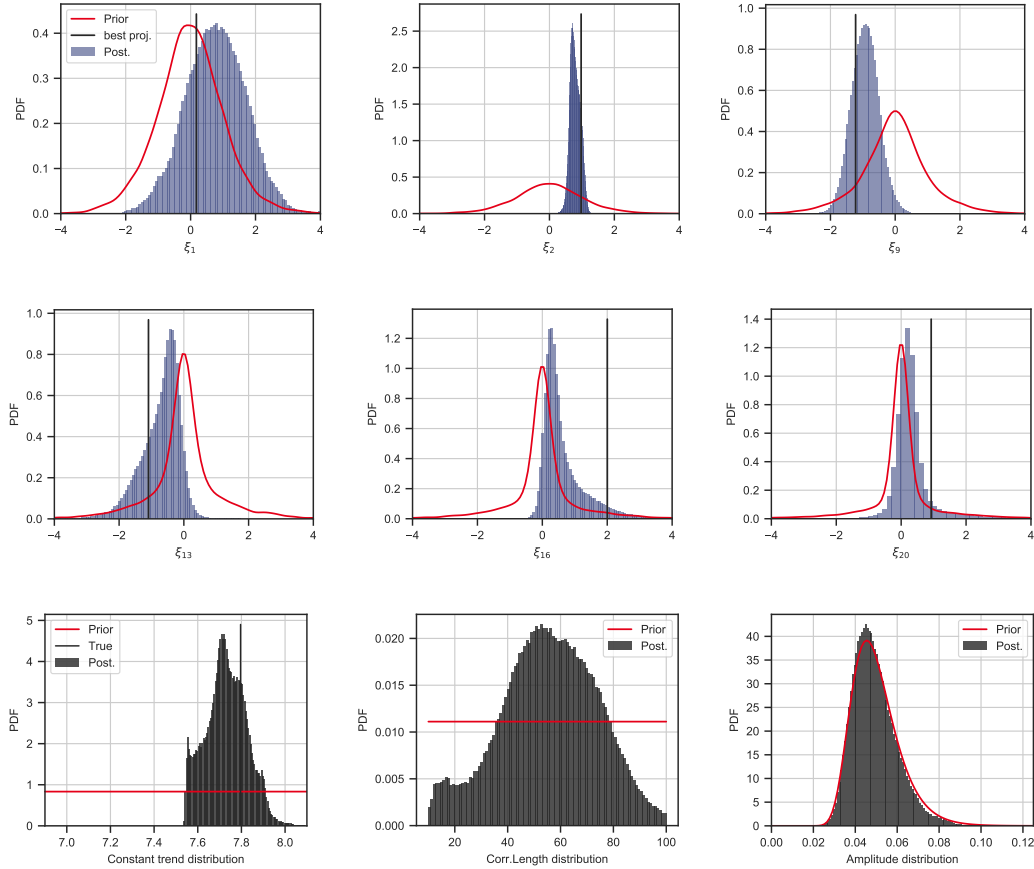 Prior
best proj.
Post.
PDF
0.0
0.1
0.2
0.3
0.4
−4 −2 0 2 4
ξ1
PDF
0.0
0.5
1.0
1.5
2.0
2.5
−4 −2 0 2 4
ξ2
PDF
0.0
0.2
0.4
0.6
0.8
1.0
−4 −2 0 2 4
ξ9
PDF
0.0
0.2
0.4
0.6
0.8
1.0
−4 −2 0 2 4
ξ13
PDF
0.0
0.2
0.4
0.6
0.8
1.0
1.2
−4 −2 0 2 4
ξ16
PDF
0.0
0.2
0.4
0.6
0.8
1.0
1.2
1.4
−4 −2 0 2 4
ξ20
Prior
True
Post.
PDF
0
1
2
3
4
5
7.0 7.2 7.4 7.6 7.8 8.0
Constant trend distribution
Prior
Post.
PDF
0.000
0.005
0.010
0.015
0.020
20 40 60 80 100
Corr.Length distribution
Prior
Post.
PDF
0
5
10
15
20
25
30
35
40
0.00 0.02 0.04 0.06 0.08 0.10 0.12
Amplitude distribution